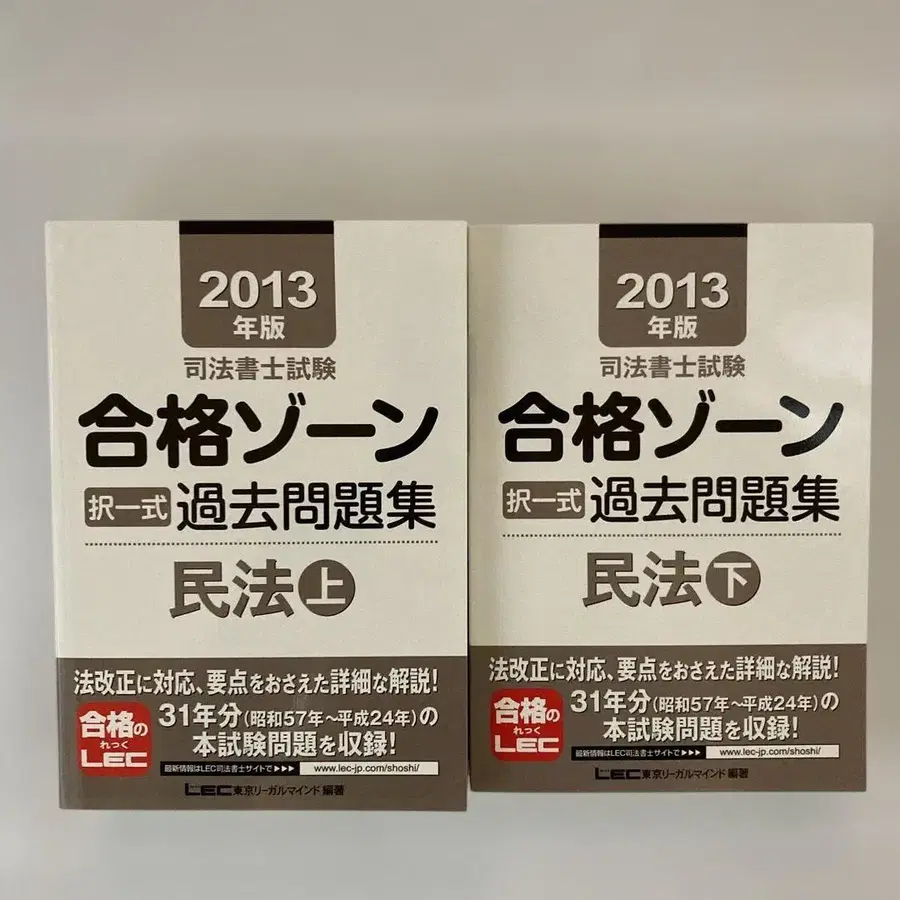 2013
年版
司法書士試験
合格ゾーン
択一式 過去問題集
民法 上
法改正に対応、要点をおさえた詳細な解説!
合格の
れっく
LEC
31年分(昭和57年~平成24年)の
本試験問題を収録!
最新情報はLEC司法書士サイトで▶▶▶ www.lec-jp.com/shoshi/
LEC東京リーガルマインド 編著
2013
年版
司法書士試験
合格ゾーン
択一式 過去問題集
民法 下
法改正に対応、要点をおさえた詳細な解説!
合格の
れっく
LEC
31年分(昭和57年~平成24年)の
本試験問題を収録!
最新情報はLEC司法書士サイトで▶▶▶ www.lec-jp.com/shoshi/
LEC東京リーガルマインド 編著